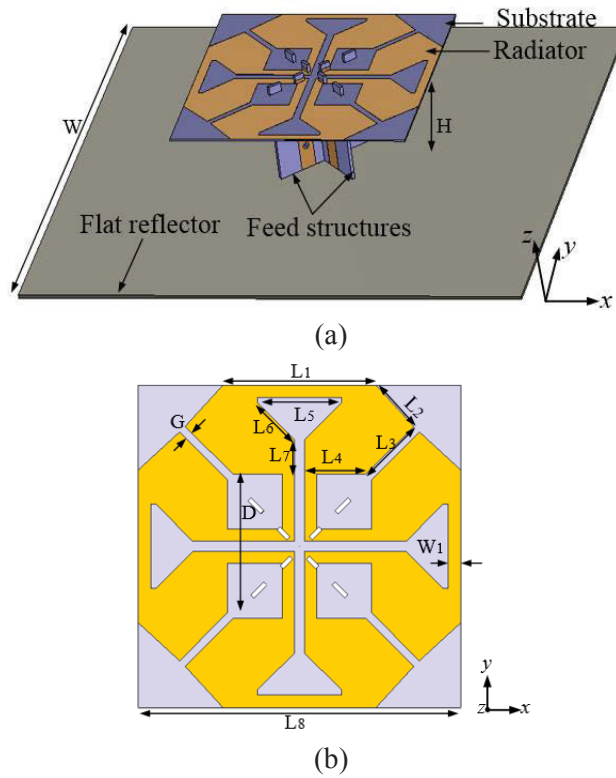 Substrate
Radiator
W
H
Flat reflector
Feed structures
z
y
x
(a)
L1
L2
L5
G
L6
L3
L7
L4
D
W1
y
z
x
L8
(b)